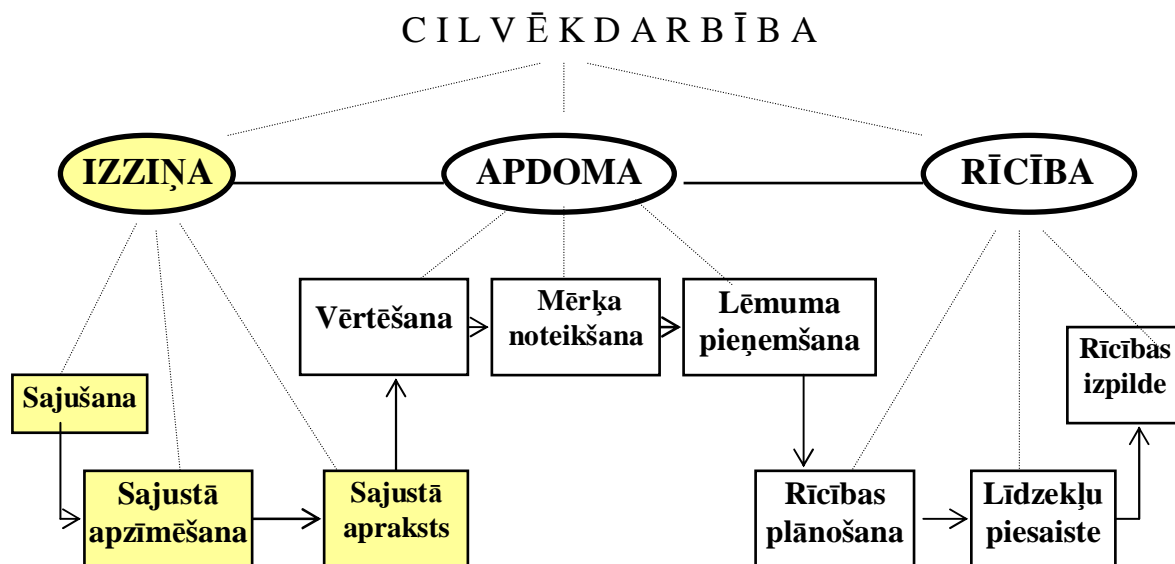 C I L V Ē K D A R B Ī B A
IZZIŅA
APDOMA
RĪCĪBA
Sajušana
Sajustā
apzīmēšana
Sajustā
apraksts
Vērtēšana
Mērķa
noteikšana
Lēmuma
pieņemšana
Rīcības
plānošana
Līdzekļu
piesaiste
Rīcības
izpilde